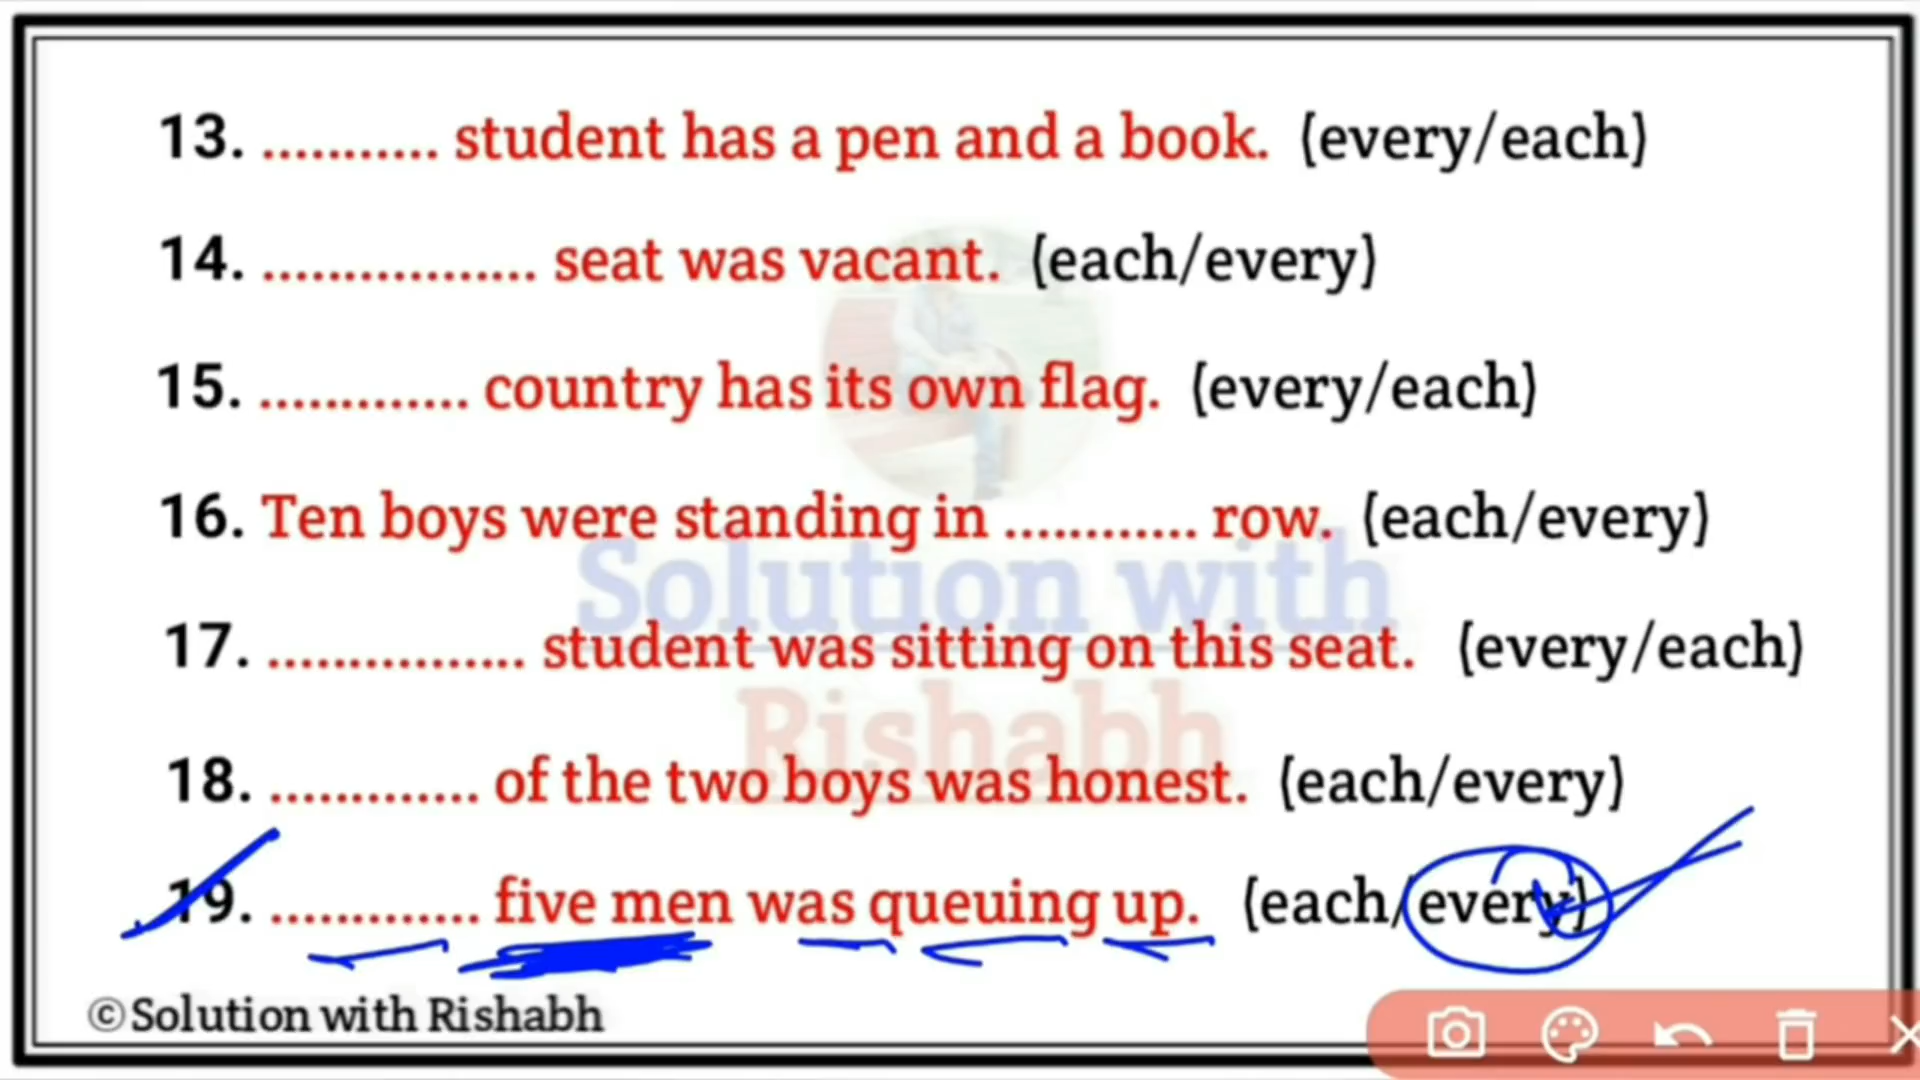 13. ........... student has a pen and a book. (every/each)
14. ................. seat was vacant. (each/every)
15. ............. country has its own flag. (every/each)
16. Ten boys were standing in ............ row. (each/every)
Solution with
17. ................ student was sitting on this seat. (every/each)
Rishabh
18. ............. of the two boys was honest. (each/every)
19. ............. five men was queuing up. (each/every)
©Solution with Rishabh